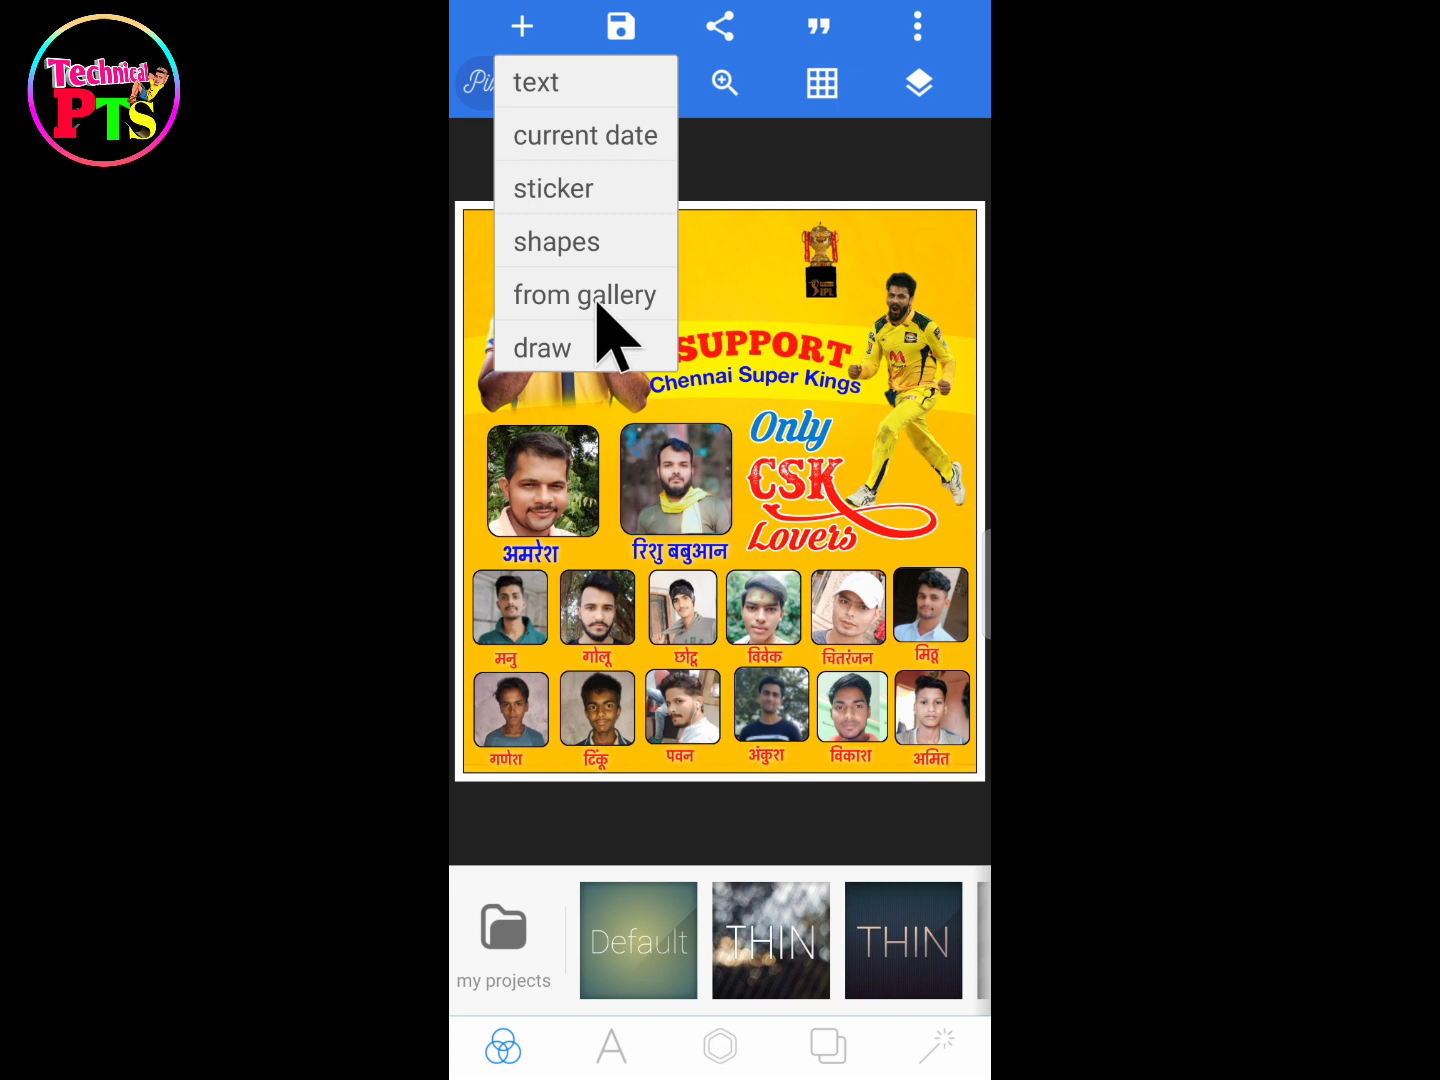 Technical
PTS
text
current date
sticker
shapes
from gallery
draw
IPL
SUPPORT
Chennai Super Kings
Only
CSK
Lovers
अमरेश
रिशु बबुआन
मनु
गोलू
छोटू
विवेक
चितरंजन
मिठू
गणेश
टिंकू
पवन
अंकुश
विकाश
अमित
my projects
Default
THIN
THIN